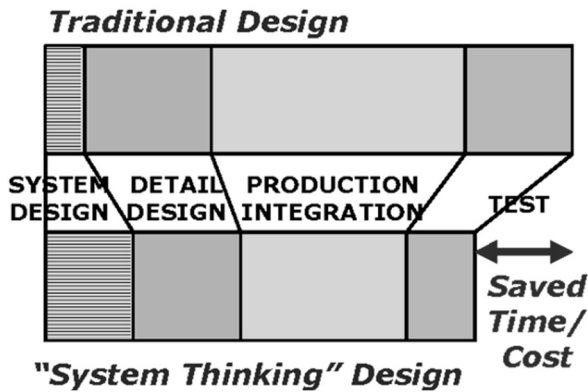 Traditional Design
SYSTEM DETAIL PRODUCTION
DESIGN DESIGN INTEGRATION TEST
Saved
Time/
Cost
“System Thinking” Design